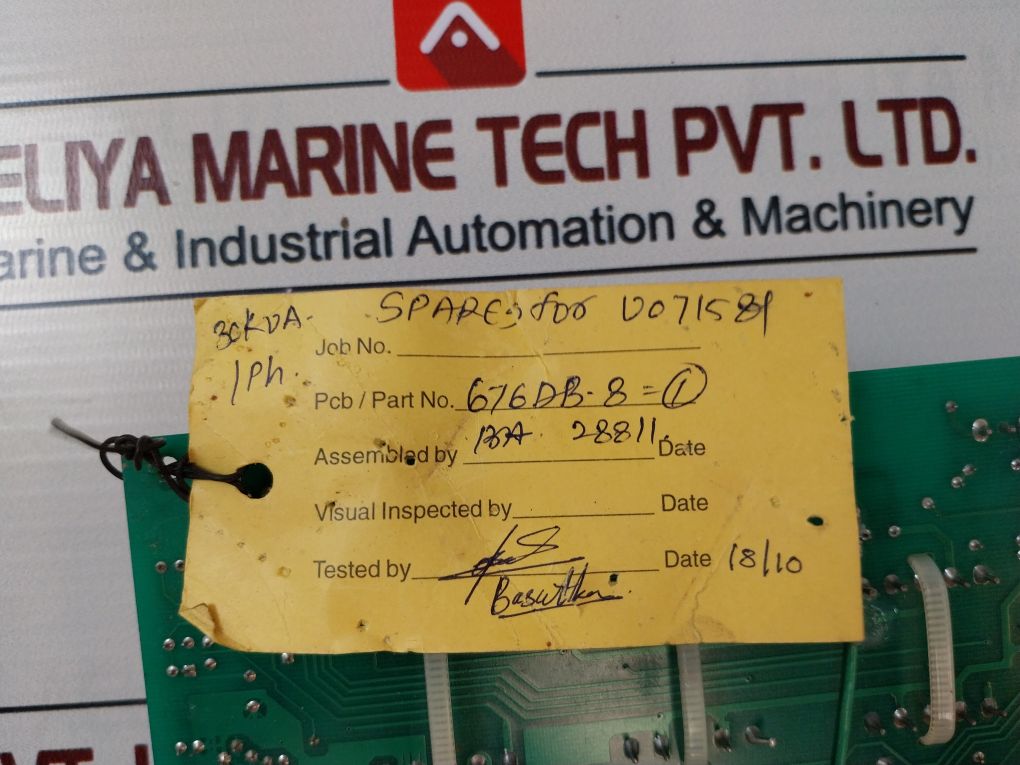 ELIYA MARINE TECH PVT. LTD.
arine & Industrial Automation & Machinery
30KVA. SPARES for U071581
1Ph. Job No.
Pcb / Part No. 676DB-8 = 1
Assembled by 28811 Date
Visual Inspected by Date
Tested by Date 18/10